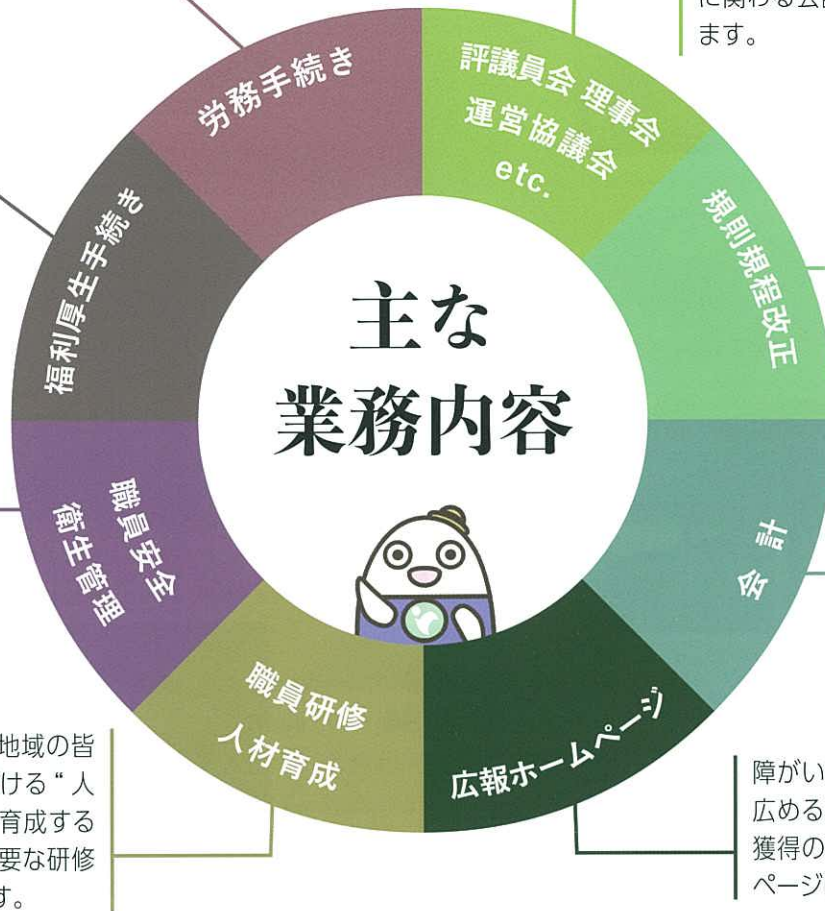 に関わる会議
ます。
労務手続き
評議員会 理事会
運営協議会
etc.
規則規程改正
福利厚生手続き
主な
業務内容
会計
職員安全
衛生管理
職員研修
人材育成
広報ホームページ
地域の皆
ける“人
育成する
要な研修
す。
障がい
広める
獲得の
ページ